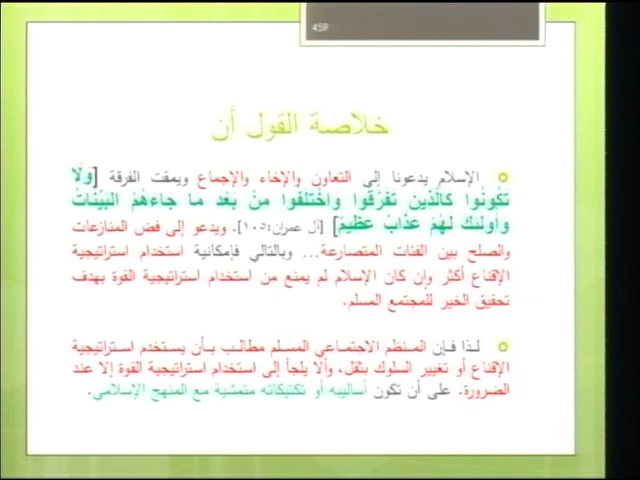 459
خلاصة القول أن
الإسلام يدعونا إلى التعاون والإخاء والإجماع ويمقت الفرقة [وَلَا
تَكُونُوا كَالَّذِينَ تَفَرَّقُوا وَاخْتَلَفُوا مِنْ بَعْدِ مَا جَاءَهُمُ البَيِّنَاتُ
وَأُولَئِكَ لَهُمْ عَذَابٌ عَظِيمٌ] [آل عمران:١٠٥]. ويدعو إلى فض المنازعات
والصلح بين الفئات المتصارعة... وبالتالي فإمكانية استخدام استراتيجية
الإقناع أكثر وإن كان الإسلام لم يمنع من استخدام استراتيجية القوة بهدف
تحقيق الخير للمجتمع المسلم.
لذا فإن المنظم الاجتماعي المسلم مطالب بأن يستخدم استراتيجية
الإقناع أو تغيير السلوك بثقل، وألا يلجأ إلى استخدام استراتيجية القوة إلا عند
الضرورة. على أن تكون أساليبه أو تكتيكاته متمشية مع المنهج الإسلامي.